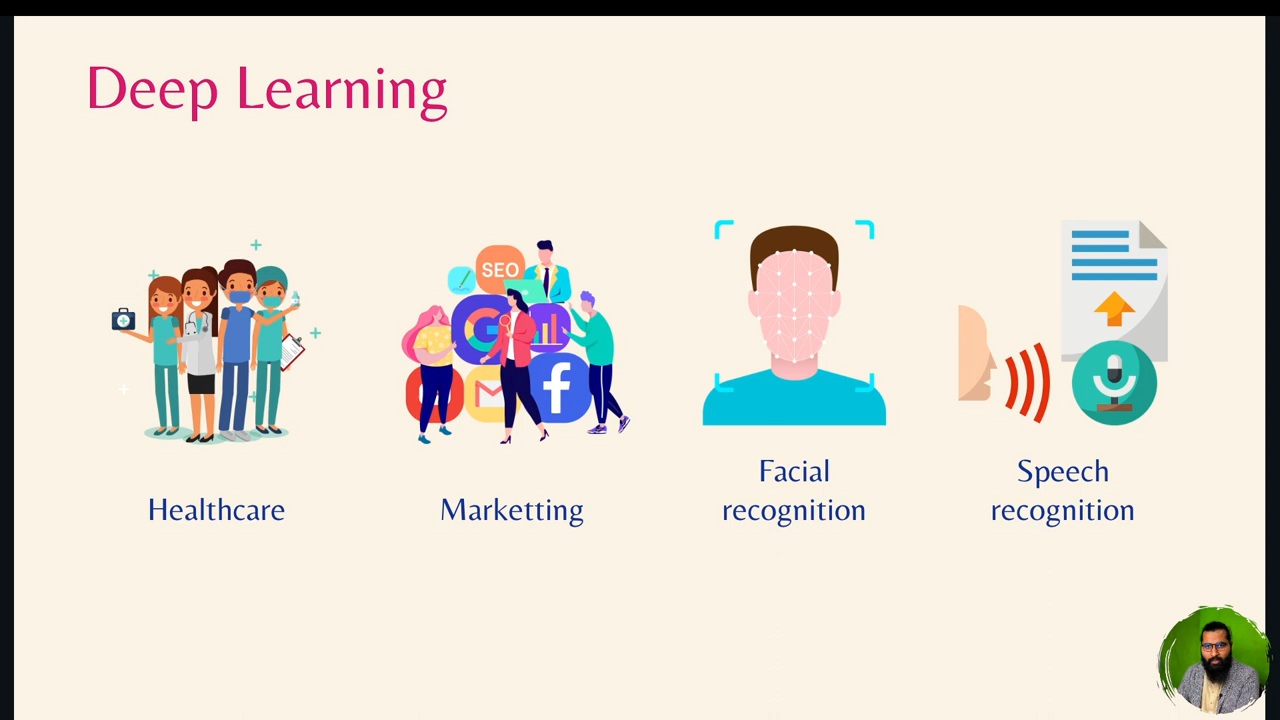 Deep Learning
SEO
Healthcare
Marketting
Facial
recognition
Speech
recognition